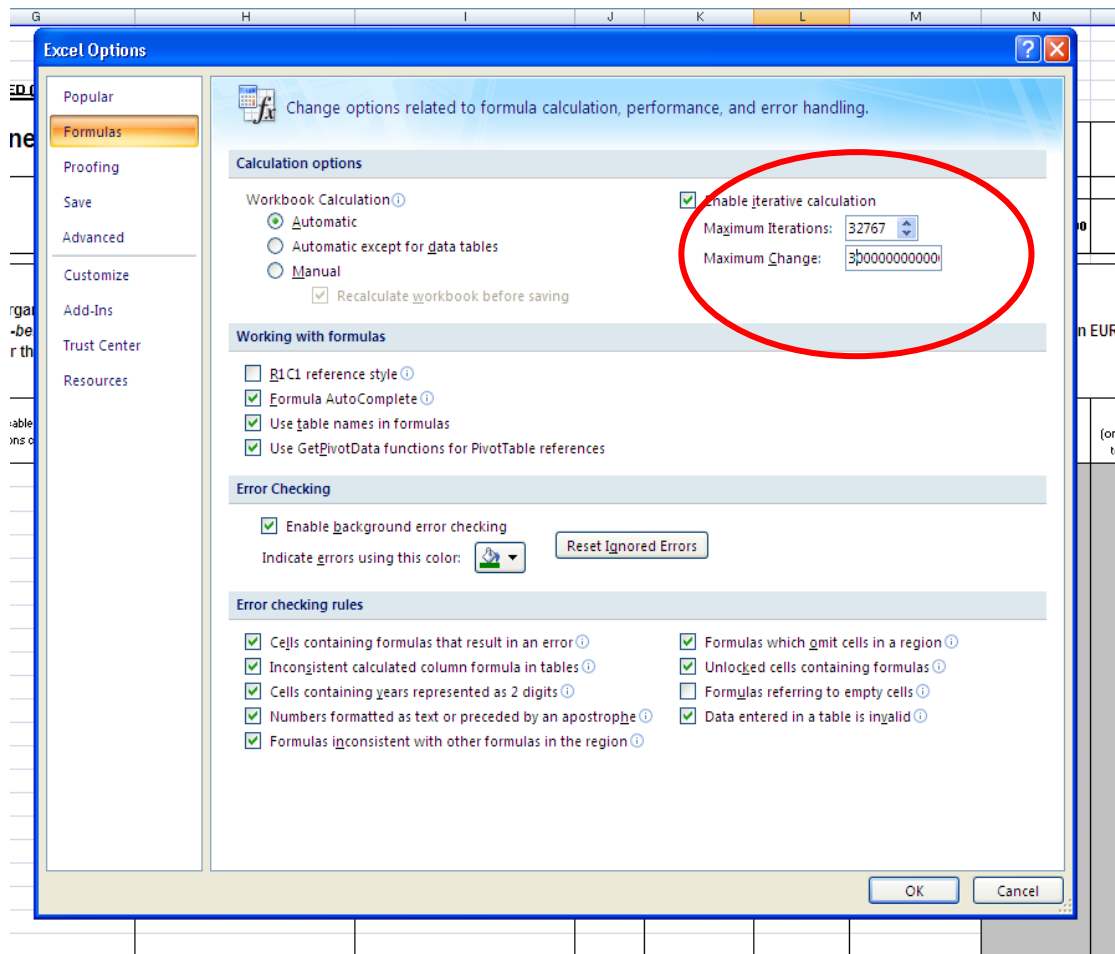 G H I J K L M N
Excel Options
Popular
Formulas
Proofing
Save
Advanced
Customize
Add-Ins
Trust Center
Resources
Change options related to formula calculation, performance, and error handling.
Calculation options
Workbook Calculation
Automatic
Automatic except for data tables
Manual
Recalculate workbook before saving
Enable iterative calculation
Maximum Iterations: 32767
Maximum Change:
Working with formulas
R1C1 reference style
Formula AutoComplete
Use table names in formulas
Use GetPivotData functions for PivotTable references
Error Checking
Enable background error checking
Indicate errors using this color:
Reset Ignored Errors
Error checking rules
Cells containing formulas that result in an error
Inconsistent calculated column formula in tables
Cells containing years represented as 2 digits
Numbers formatted as text or preceded by an apostrophe
Formulas inconsistent with other formulas in the region
Formulas which omit cells in a region
Unlocked cells containing formulas
Formulas referring to empty cells
Data entered in a table is invalid
OK Cancel
n EUR